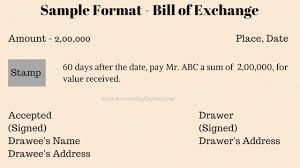 Sample Format - Bill of Exchange
Amount - 2,00,000 Place, Date
Stamp
60 days after the date, pay Mr. ABC a sum of 2,00,000, for
value received.
www.AccountingCapital.com
Accepted Drawer
(Signed) (Signed)
Drawee's Name Drawer's Address
Drawee's Address